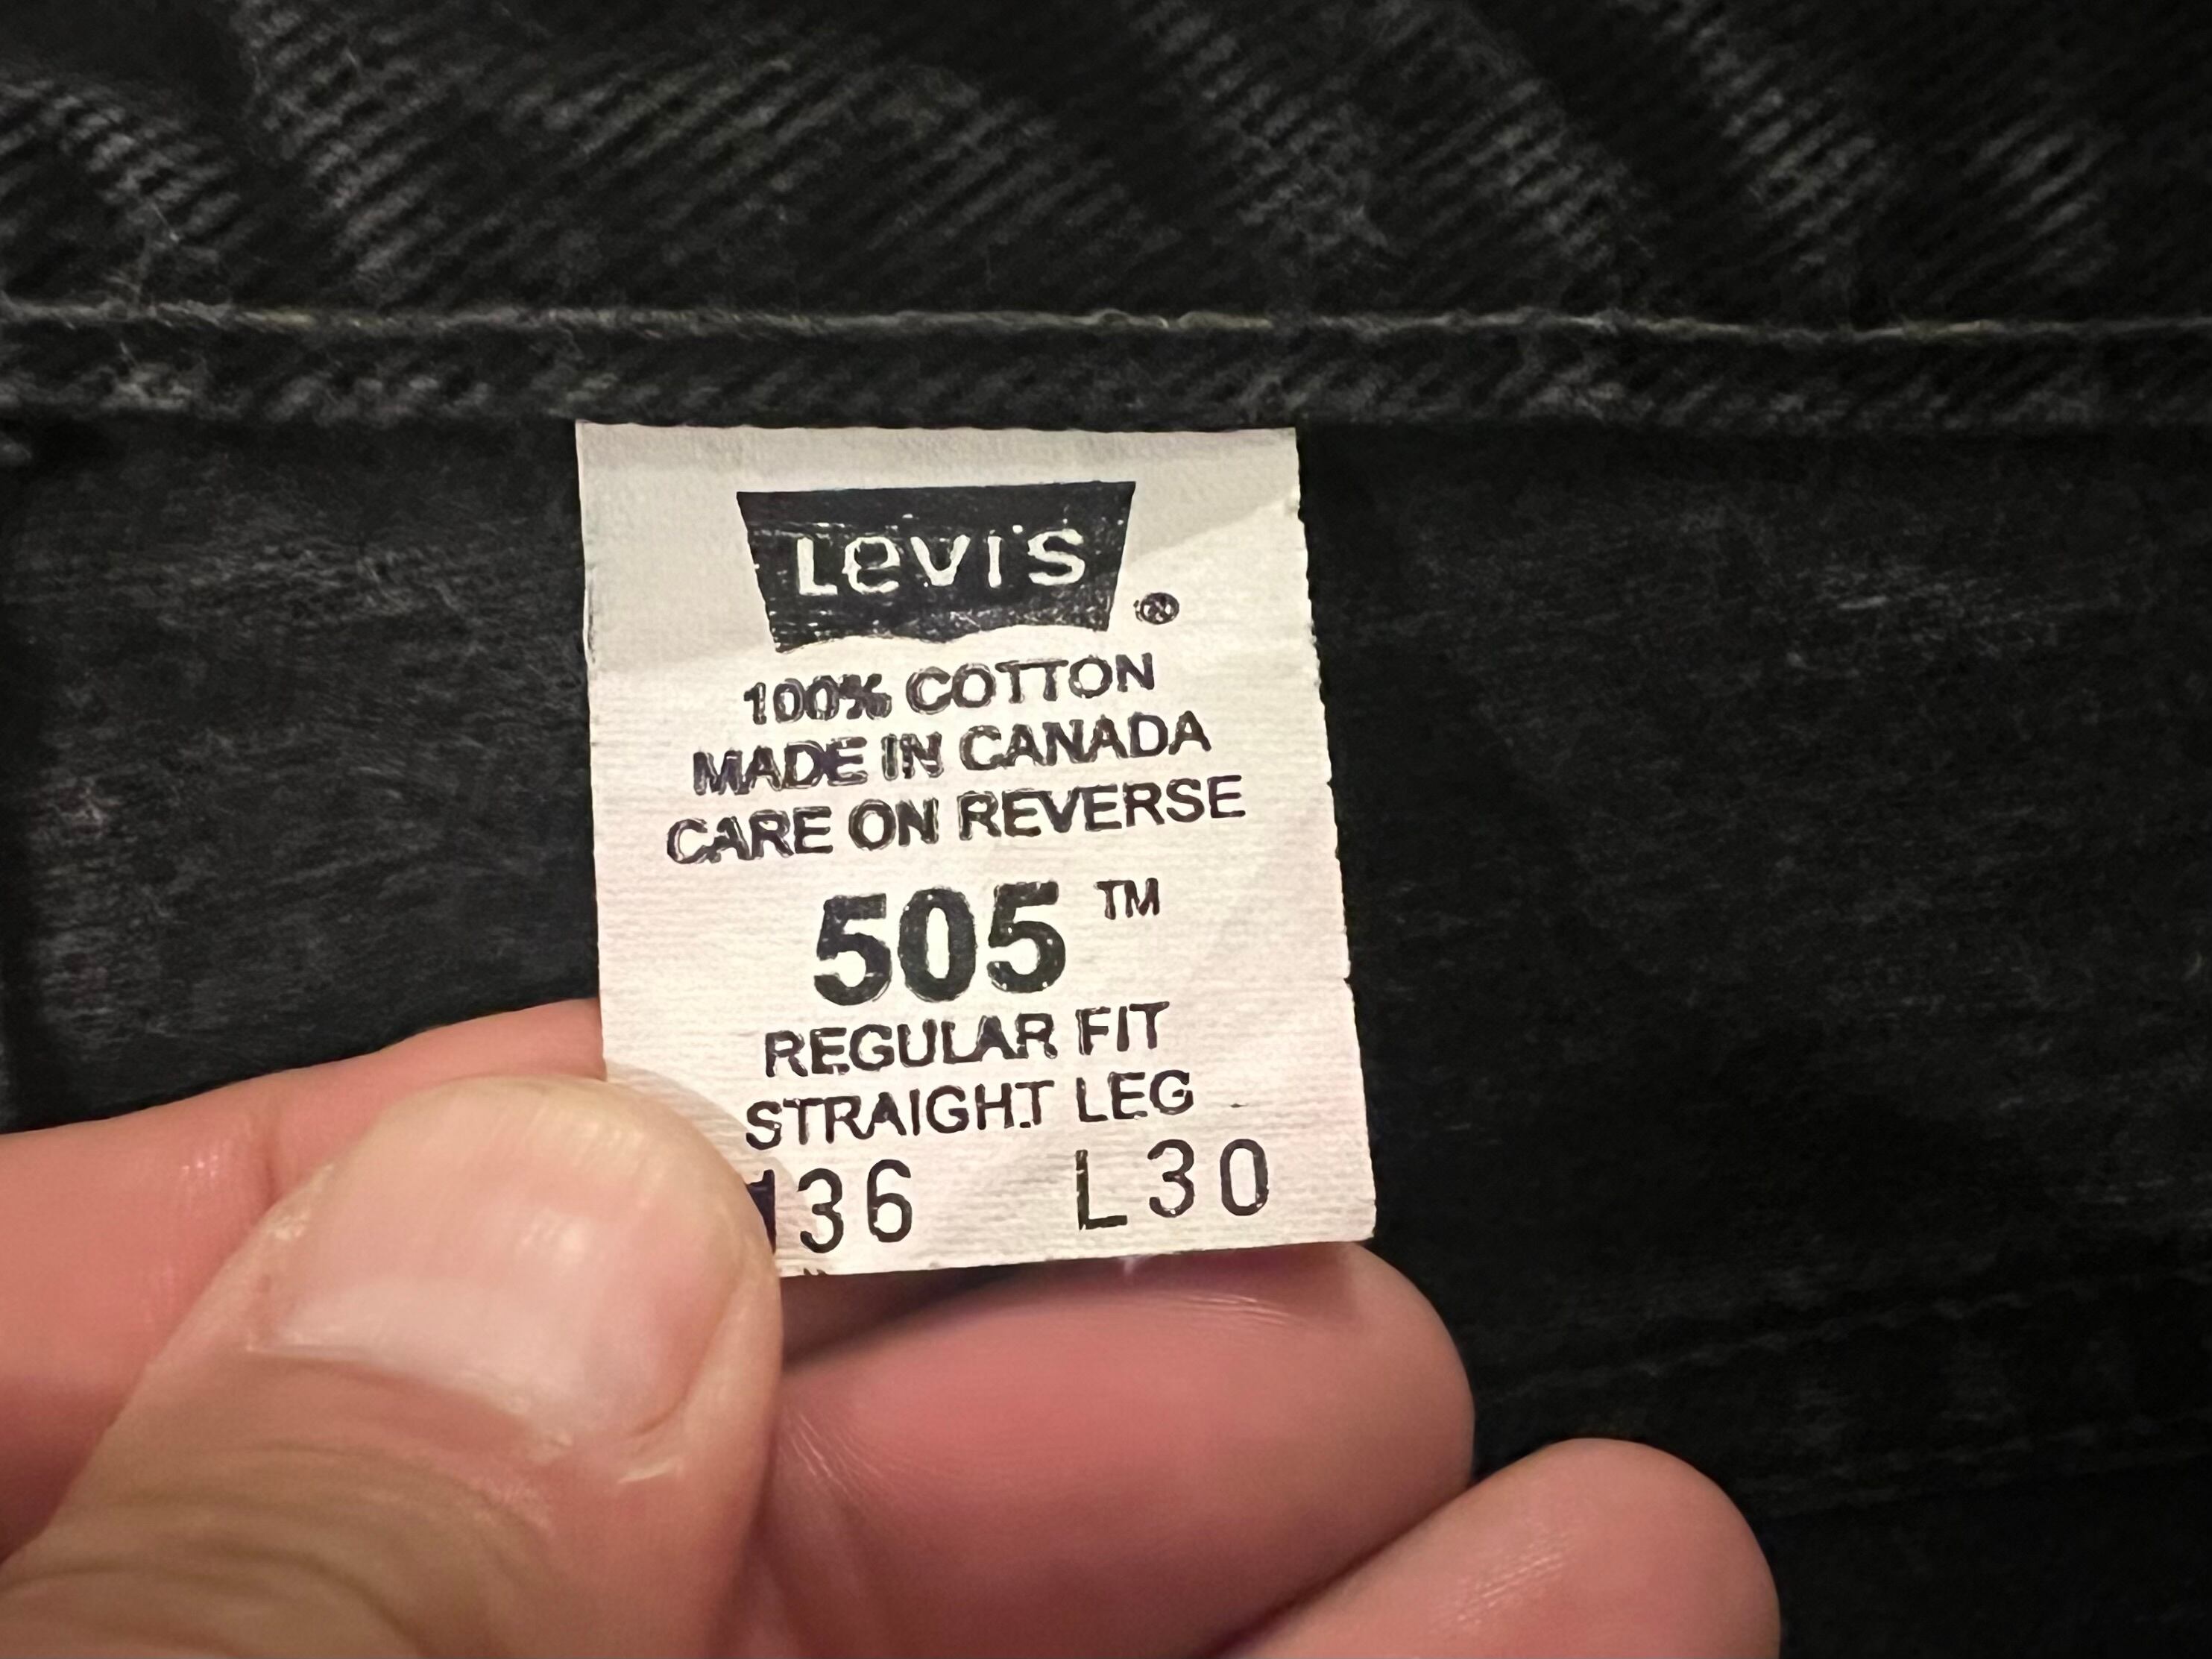 Levi's
®
100% COTTON
MADE IN CANADA
CARE ON REVERSE
505 ™
REGULAR FIT
STRAIGHT LEG
36 L30